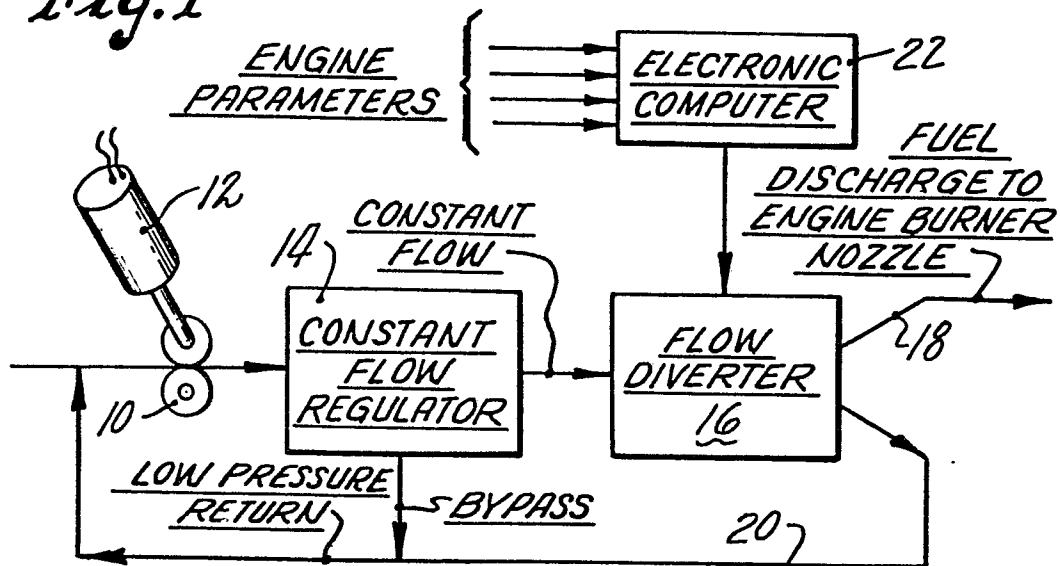 Fig. 1
ENGINE
PARAMETERS
ELECTRONIC
COMPUTER
22
FUEL
DISCHARGE TO
ENGINE BURNER
NOZZLE
12
CONSTANT
FLOW
14
CONSTANT
FLOW
REGULATOR
FLOW
DIVERTER
16
18
10
LOW PRESSURE
RETURN
BYPASS
20